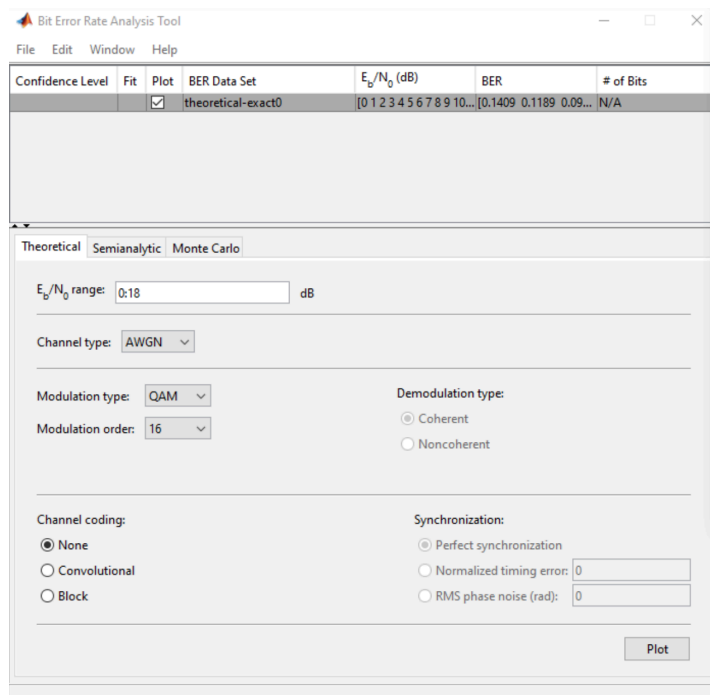 Bit Error Rate Analysis Tool
File Edit Window Help
Confidence Level Fit Plot BER Data Set Eb/N0 (dB) BER # of Bits
theoretical-exact0 [0 1 2 3 4 5 6 7 8 9 10... [0.1409 0.1189 0.09... N/A
Theoretical Semianalytic Monte Carlo
Eb/N0 range: 0:18 dB
Channel type: AWGN
Modulation type: QAM Demodulation type:
Modulation order: 16 Coherent
Noncoherent
Channel coding: Synchronization:
None Perfect synchronization
Convolutional Normalized timing error: 0
Block RMS phase noise (rad): 0
Plot